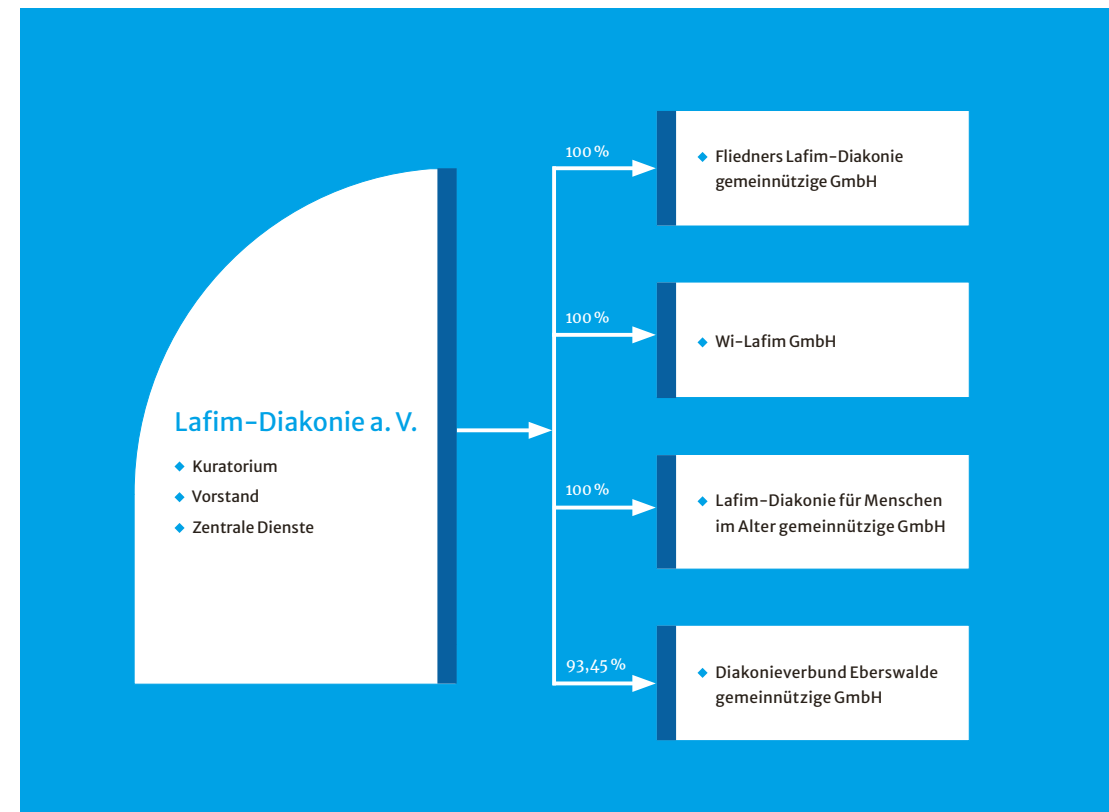 Lafim-Diakonie a. V.
◆ Kuratorium
◆ Vorstand
◆ Zentrale Dienste
100 %
◆ Fliedners Lafim-Diakonie
gemeinnützige GmbH
100 %
◆ Wi-Lafim GmbH
100 %
◆ Lafim-Diakonie für Menschen
im Alter gemeinnützige GmbH
93,45 %
◆ Diakonieverbund Eberswalde
gemeinnützige GmbH